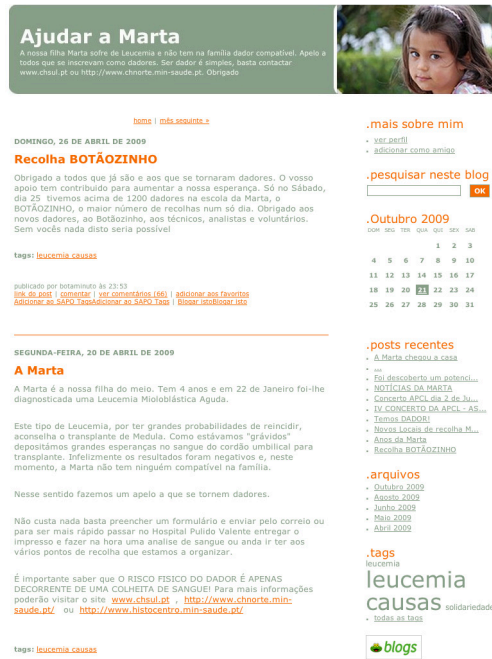 Ajudar a Marta
A nossa filha Marta sofre de Leucemia e não tem na família dador compatível. Apelo a
todos que se inscrevam como dadores. Ser dador é simples, basta contactar
www.chsul.pt ou http://www.chnorte.min-saude.pt. Obrigado
home | mês seguinte »
DOMINGO, 26 DE ABRIL DE 2009
Recolha BOTÃOZINHO
Obrigado a todos que já são e aos que se tornaram dadores. O vosso
apoio tem contribuido para aumentar a nossa esperança. Só no Sábado,
dia 25 tivemos acima de 1200 dadores na escola da Marta, o
BOTÃOZINHO, o maior número de recolhas num só dia. Obrigado aos
novos dadores, ao Botãozinho, aos técnicos, analistas e voluntários.
Sem vocês nada disto seria possível
tags: leucemia causas
publicado por botaminuto às 23:53
link do post | comentar | ver comentários (66) | adicionar aos favoritos
Adicionar ao SAPO TagsAdicionar ao SAPO Tags | Blogar istoBlogar isto
SEGUNDA-FEIRA, 20 DE ABRIL DE 2009
A Marta
A Marta é a nossa filha do meio. Tem 4 anos e em 22 de Janeiro foi-lhe
diagnosticada uma Leucemia Mioloblástica Aguda.
Este tipo de Leucemia, por ter grandes probabilidades de reincidir,
aconselha o transplante de Medula. Como estávamos "grávidos"
depositámos grandes esperanças no sangue do cordão umbilical para
transplante. Infelizmente os resultados foram negativos e, neste
momento, a Marta não tem ninguém compatível na família.
Nesse sentido fazemos um apelo a que se tornem dadores.
Não custa nada basta preencher um formulário e enviar pelo correio ou
para ser mais rápido passar no Hospital Pulido Valente entregar o
impresso e fazer na hora uma analise de sangue ou anda ir ter aos
vários pontos de recolha que estamos a organizar.
É importante saber que O RISCO FISICO DO DADOR É APENAS
DECORRENTE DE UMA COLHEITA DE SANGUE! Para mais informações
poderão visitar o site www.chsul.pt , http://www.chnorte.min-
saude.pt/ ou http://www.histocentro.min-saude.pt/
tags: leucemia causas
.mais sobre mim
ver perfil
adicionar como amigo
.pesquisar neste blog
OK
.Outubro 2009
DOM SEG TER QUA QUI SEX SAB
1 2 3
4 5 6 7 8 9 10
11 12 13 14 15 16 17
18 19 20 21 22 23 24
25 26 27 28 29 30 31
.posts recentes
A Marta chegou a casa
...
Foi descoberto um potenci...
NOTÍCIAS DA MARTA
Concerto APCL dia 2 de Ju...
IV CONCERTO DA APCL - AS...
Temos DADOR!
Novos Locais de recolha M...
Anos da Marta
Recolha BOTÃOZINHO
.arquivos
Outubro 2009
Agosto 2009
Junho 2009
Maio 2009
Abril 2009
.tags
leucemia
leucemia
causas solidariedade
todas as tags
blogs